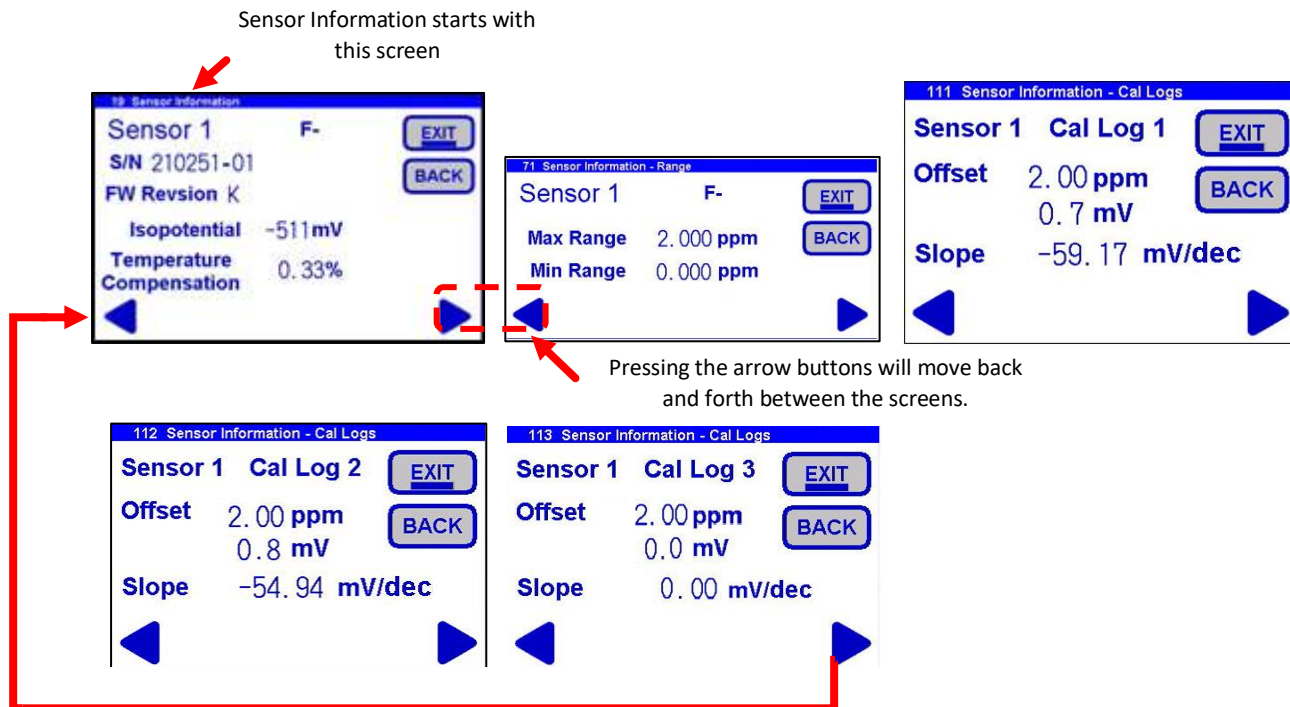 Sensor Information starts with
this screen
19 Sensor Information
Sensor 1 F-
EXIT
S/N 210251-01
BACK
FW Revsion K
Isopotential -511mV
Temperature
Compensation 0.33%
71 Sensor Information - Range
Sensor 1 F-
EXIT
Max Range 2.000 ppm
BACK
Min Range 0.000 ppm
111 Sensor Information - Cal Logs
Sensor 1 Cal Log 1
EXIT
Offset 2.00 ppm
BACK
0.7 mV
Slope -59.17 mV/dec
Pressing the arrow buttons will move back
and forth between the screens.
112 Sensor Information - Cal Logs
Sensor 1 Cal Log 2
EXIT
Offset 2.00 ppm
BACK
0.8 mV
Slope -54.94 mV/dec
113 Sensor Information - Cal Logs
Sensor 1 Cal Log 3
EXIT
Offset 2.00 ppm
BACK
0.0 mV
Slope 0.00 mV/dec